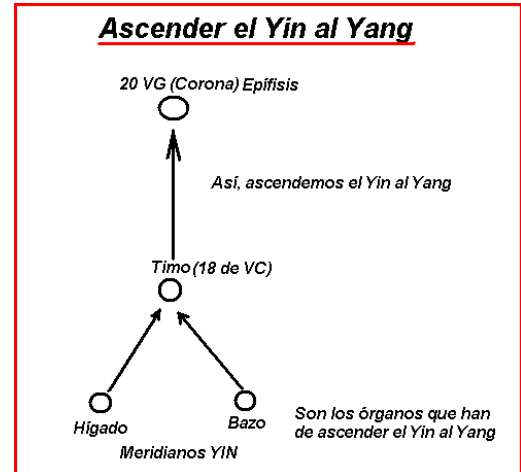 Ascender el Yin al Yang
20 VG (Corona) Epífisis
Así, ascendemos el Yin al Yang
Timo (18 de VC)
Hígado
Bazo
Son los órganos que han
de ascender el Yin al Yang
Meridianos YIN